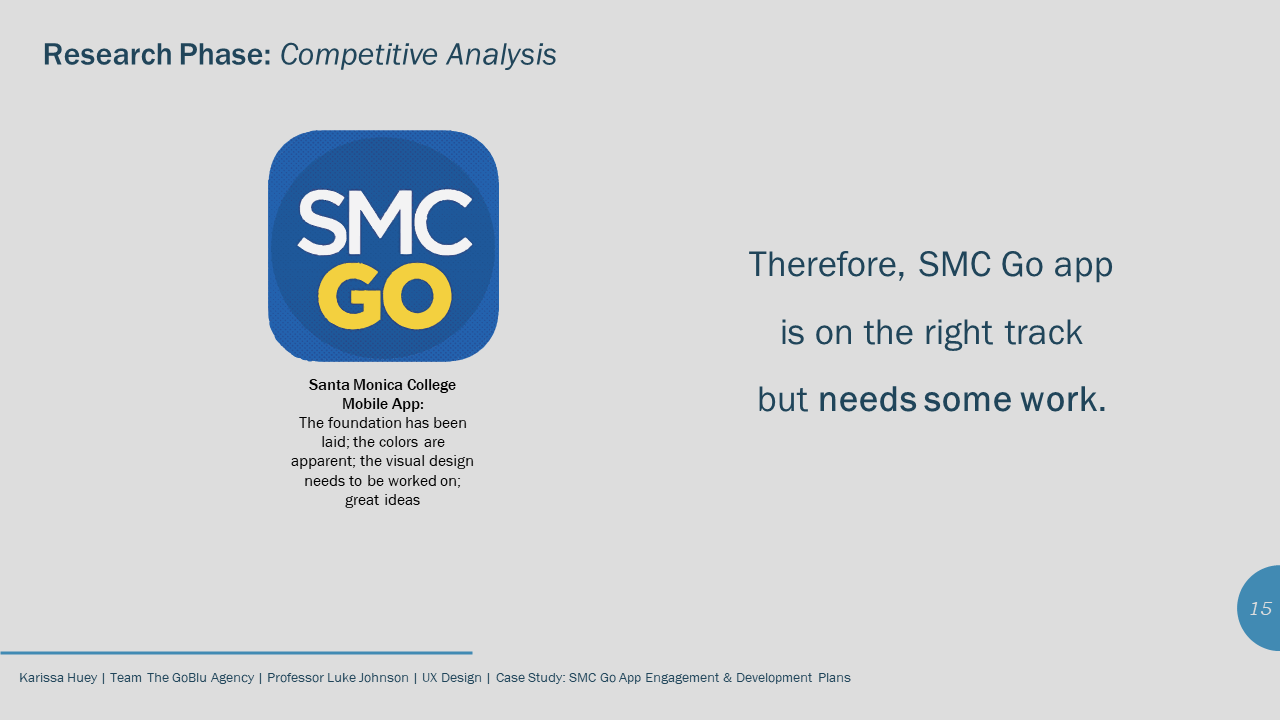 Research Phase: Competitive Analysis
SMC
GO
Santa Monica College
Mobile App:
The foundation has been
laid; the colors are
apparent; the visual design
needs to be worked on;
great ideas
Therefore, SMC Go app
is on the right track
but needs some work.
15
Karissa Huey | Team The GoBlu Agency | Professor Luke Johnson | UX Design | Case Study: SMC Go App Engagement & Development Plans